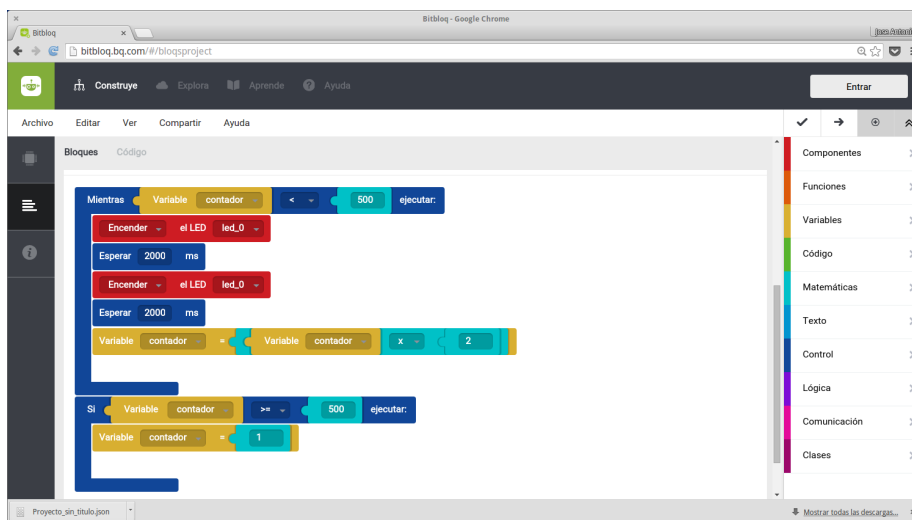 Bitbloq - Google Chrome
Bitbloq
bitbloq.bq.com/#/bloqsproject
Construye Explora Aprende Ayuda
Entrar
Archivo Editar Ver Compartir Ayuda
Bloques Código
Mientras Variable contador < 500 ejecutar:
Encender el LED led_0
Esperar 2000 ms
Encender el LED led_0
Esperar 2000 ms
Variable contador = Variable contador x 2
Si Variable contador >= 500 ejecutar:
Variable contador = 1
Componentes
Funciones
Variables
Código
Matemáticas
Texto
Control
Lógica
Comunicación
Clases
Proyecto_sin_titulo.json
Mostrar todas las descargas...